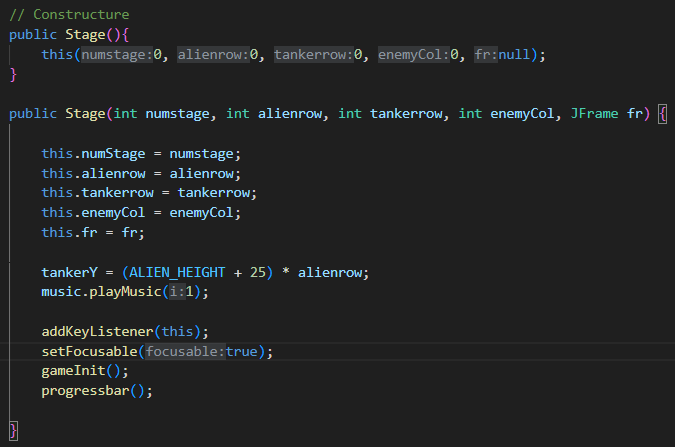 // Constructure
public Stage(){
this(numstage:0, alienrow:0, tankerrow:0, enemyCol:0, fr:null);
}
public Stage(int numstage, int alienrow, int tankerrow, int enemyCol, JFrame fr) {
this.numStage = numstage;
this.alienrow = alienrow;
this.tankerrow = tankerrow;
this.enemyCol = enemyCol;
this.fr = fr;
tankerY = (ALIEN_HEIGHT + 25) * alienrow;
music.playMusic(i:1);
addKeyListener(this);
setFocusable(focusable:true);
gameInit();
progressbar();
}